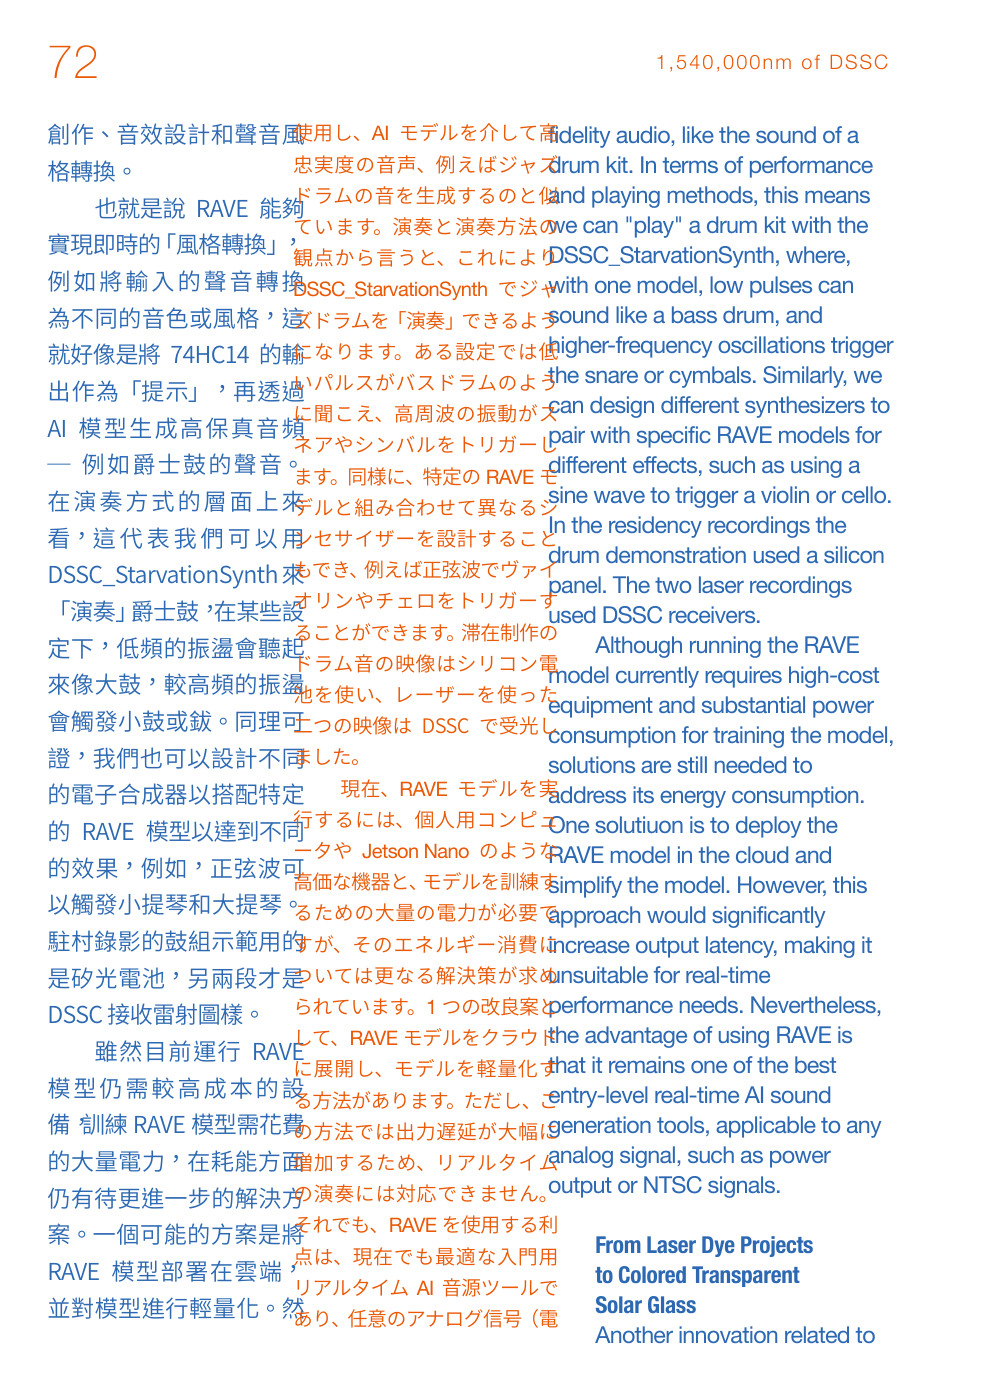 72
1,540,000nm of DSSC
創作、音效設計和聲音風
格轉換。
也就是說 RAVE 能夠
實現即時的「風格轉換」，
例如將輸入的聲音轉換
為不同的音色或風格，這
就好像是將 74HC14 的輸
出作為「提示」，再透過
AI 模型生成高保真音頻
— 例如爵士鼓的聲音。
在演奏方式的層面上來
看，這代表我們可以用
DSSC_StarvationSynth 來
「演奏」爵士鼓，在某些設
定下，低頻的振盪會聽起
來像大鼓，較高頻的振盪
會觸發小鼓或鈸。同理可
證，我們也可以設計不同
的電子合成器以搭配特定
的 RAVE 模型以達到不同
的效果，例如，正弦波可
以觸發小提琴和大提琴。
駐村錄影的鼓組示範用的
是矽光電池，另兩段才是
DSSC 接收雷射圖樣。
雖然目前運行 RAVE
模型仍需較高成本的設
備，訓練 RAVE 模型需花費
的大量電力，在耗能方面
仍有待更進一步的解決方
案。一個可能的方案是將
RAVE 模型部署在雲端，
並對模型進行輕量化。然
使用し、AI モデルを介して高
忠実度の音声、例えばジャズ
ドラムの音を生成するのと似
ています。演奏と演奏方法の
観点から言うと、これにより
DSSC_StarvationSynth でジャ
ズドラムを「演奏」できるよう
になります。ある設定では低
いパルスがバスドラムのよう
に聞こえ、高周波の振動がス
ネアやシンバルをトリガーし
ます。同様に、特定の RAVE モ
デルと組み合わせて異なるシ
ンセサイザーを設計すること
もでき、例えば正弦波でヴァイ
オリンやチェロをトリガーす
ることができます。滞在制作の
ドラム音の映像はシリコン電
池を使い、レーザーを使った
二つの映像は DSSC で受光し
ました。
現在、RAVE モデルを実
行するには、個人用コンピュ
ータや Jetson Nano のような
高価な機器と、モデルを訓練す
るための大量の電力が必要で
すが、そのエネルギー消費に
ついては更なる解決策が求め
られています。1 つの改良案と
して、RAVE モデルをクラウド
に展開し、モデルを軽量化す
る方法があります。ただし、こ
の方法では出力遅延が大幅に
増加するため、リアルタイム
の演奏には対応できません。
それでも、RAVE を使用する利
点は、現在でも最適な入門用
リアルタイム AI 音源ツールで
あり、任意のアナログ信号（電
fidelity audio, like the sound of a
drum kit. In terms of performance
and playing methods, this means
we can "play" a drum kit with the
DSSC_StarvationSynth, where,
with one model, low pulses can
sound like a bass drum, and
higher-frequency oscillations trigger
the snare or cymbals. Similarly, we
can design different synthesizers to
pair with specific RAVE models for
different effects, such as using a
sine wave to trigger a violin or cello.
In the residency recordings the
drum demonstration used a silicon
panel. The two laser recordings
used DSSC receivers.
Although running the RAVE
model currently requires high-cost
equipment and substantial power
consumption for training the model,
solutions are still needed to
address its energy consumption.
One solutiuon is to deploy the
RAVE model in the cloud and
simplify the model. However, this
approach would significantly
increase output latency, making it
unsuitable for real-time
performance needs. Nevertheless,
the advantage of using RAVE is
that it remains one of the best
entry-level real-time AI sound
generation tools, applicable to any
analog signal, such as power
output or NTSC signals.
From Laser Dye Projects
to Colored Transparent
Solar Glass
Another innovation related to